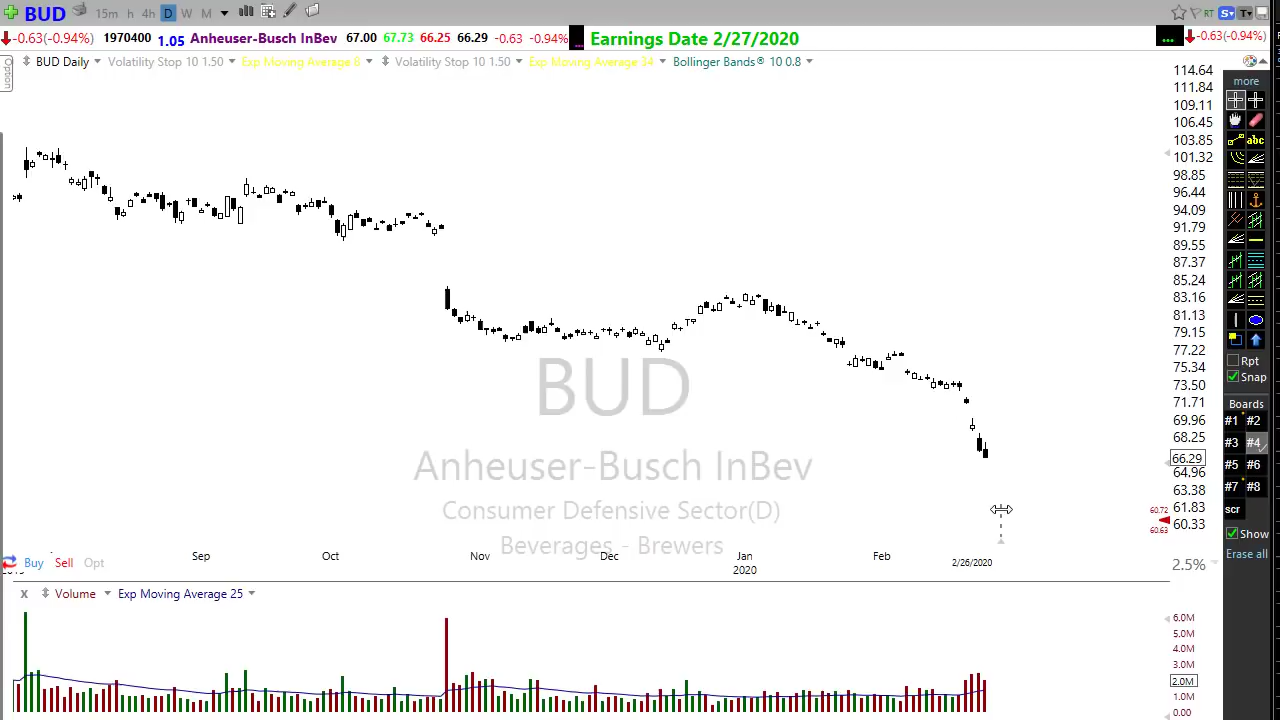 BUD 15m h 4h D W M RT S T
-0.63(-0.94%) 1970400 1.05 Anheuser-Busch InBev 67.00 67.73 66.25 66.29 -0.63 -0.94% ... Earnings Date 2/27/2020 ... -0.63(-0.94%)
Option
BUD Daily Volatility Stop 10 1.50 Exp Moving Average 8 Volatility Stop 10 1.50 Exp Moving Average 34 Bollinger Bands® 10 0.8
114.64
111.84
109.11
106.45
103.85
101.32
98.85
96.44
94.09
91.79
89.55
87.37
85.24
83.16
81.13
79.15
77.22
75.34
73.50
71.71
69.96
68.25
66.29
64.96
63.38
61.83
60.33
60.72
60.63
2.5%
more
abc
Rpt
Snap
Boards
#1 #2
#3 #4
#5 #6
#7 #8
scr
Show
Erase all
BUD
Anheuser-Busch InBev
Consumer Defensive Sector(D)
Beverages - Brewers
Sep Oct Nov Dec Jan Feb
2020 2/26/2020
Buy Sell Opt
x Volume Exp Moving Average 25
6.0M
5.0M
4.0M
3.0M
2.0M
1.0M
0.00